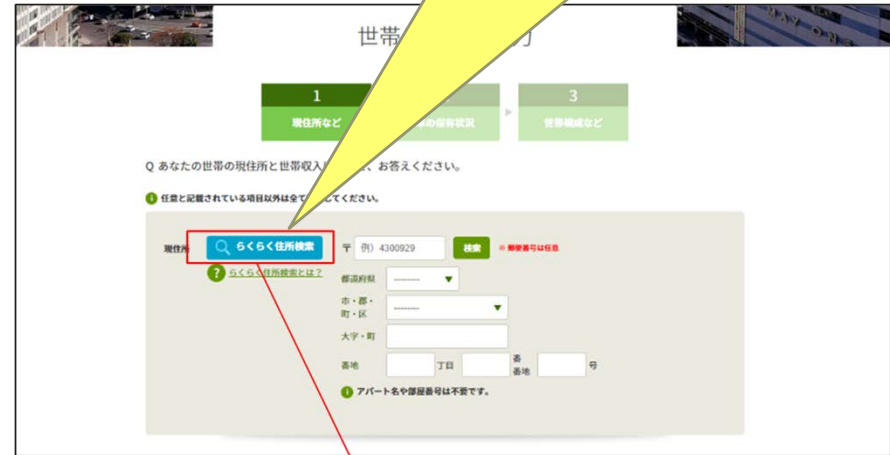 MAY ONE
世帯
1
3
現住所など
の保有状況
世帯構成など
Q あなたの世帯の現住所と世帯収入 、お答えください。
任意と記載されている項目以外は全て してください。
現住所 らくらく住所検索 〒 例）4300929 検索 ※郵便番号は任意
? らくらく住所検索とは? 都道府県 -------- ▼
市・郡・
町・区 -------- ▼
大字・町
番地 丁目 番
番地 号
アパート名や部屋番号は不要です。